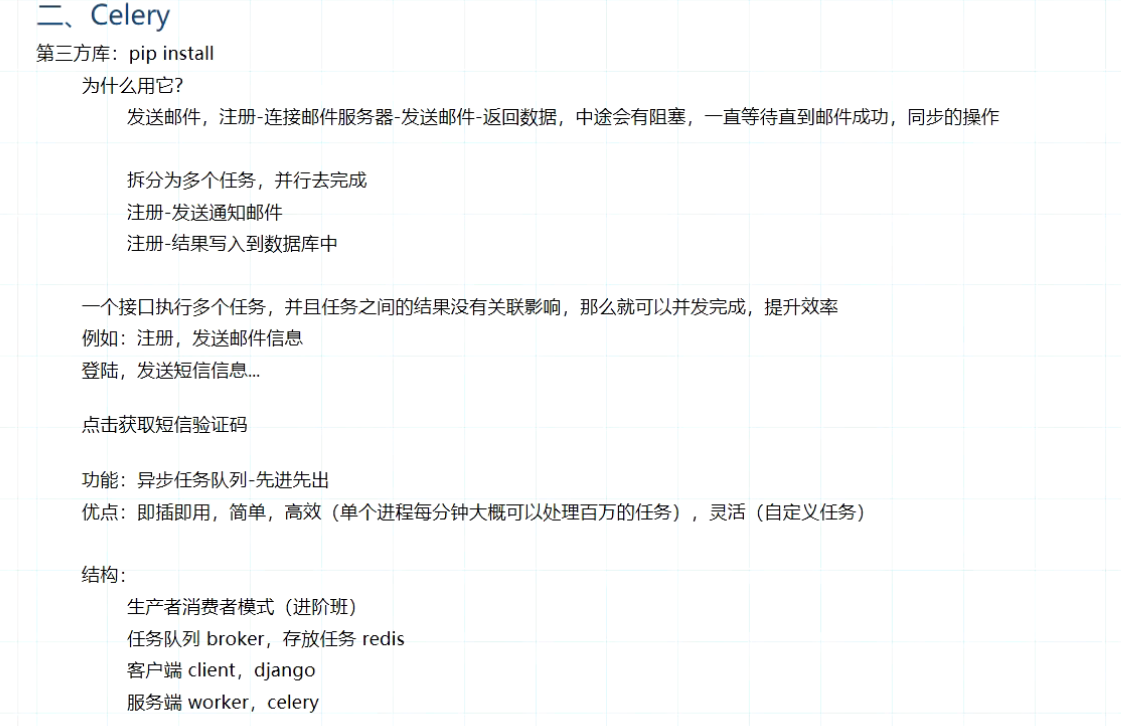 二、Celery
第三方库：pip install
为什么用它？
发送邮件，注册-连接邮件服务器-发送邮件-返回数据，中途会有阻塞，一直等待直到邮件成功，同步的操作
拆分为多个任务，并行去完成
注册-发送通知邮件
注册-结果写入到数据库中
一个接口执行多个任务，并且任务之间的结果没有关联影响，那么就可以并发完成，提升效率
例如：注册，发送邮件信息
登陆，发送短信信息...
点击获取短信验证码
功能：异步任务队列-先进先出
优点：即插即用，简单，高效（单个进程每分钟大概可以处理百万的任务），灵活（自定义任务）
结构：
生产者消费者模式（进阶班）
任务队列 broker，存放任务 redis
客户端 client，django
服务端 worker，celery